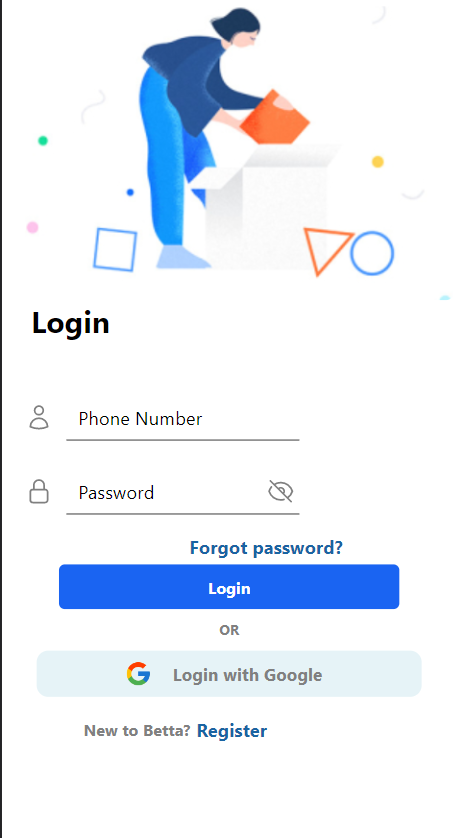 Login
Phone Number
Password
Forgot password?
Login
OR
Login with Google
New to Betta? Register